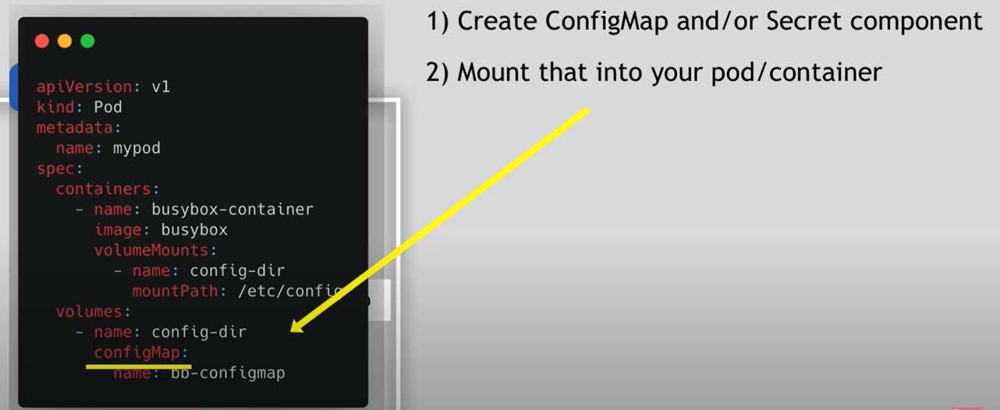 1) Create ConfigMap and/or Secret component
2) Mount that into your pod/container
apiVersion: v1
kind: Pod
metadata:
  name: mypod
spec:
  containers:
    - name: busybox-container
      image: busybox
      volumeMounts:
        - name: config-dir
          mountPath: /etc/config
  volumes:
    - name: config-dir
      configMap:
        name: bb-configmap